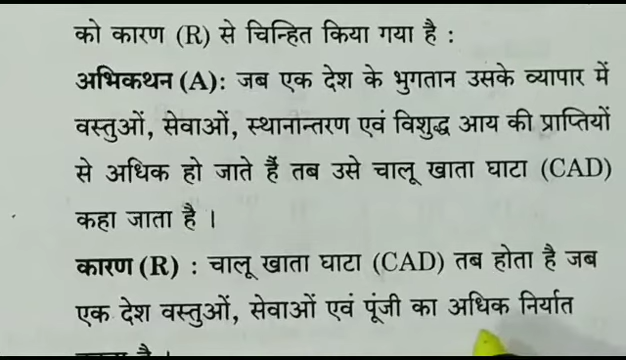 को कारण (R) से चिन्हित किया गया है :
अभिकथन (A): जब एक देश के भुगतान उसके व्यापार में
वस्तुओं, सेवाओं, स्थानान्तरण एवं विशुद्ध आय की प्राप्तियों
से अधिक हो जाते हैं तब उसे चालू खाता घाटा (CAD)
कहा जाता है ।
कारण (R) : चालू खाता घाटा (CAD) तब होता है जब
एक देश वस्तुओं, सेवाओं एवं पूंजी का अधिक निर्यात
है ।